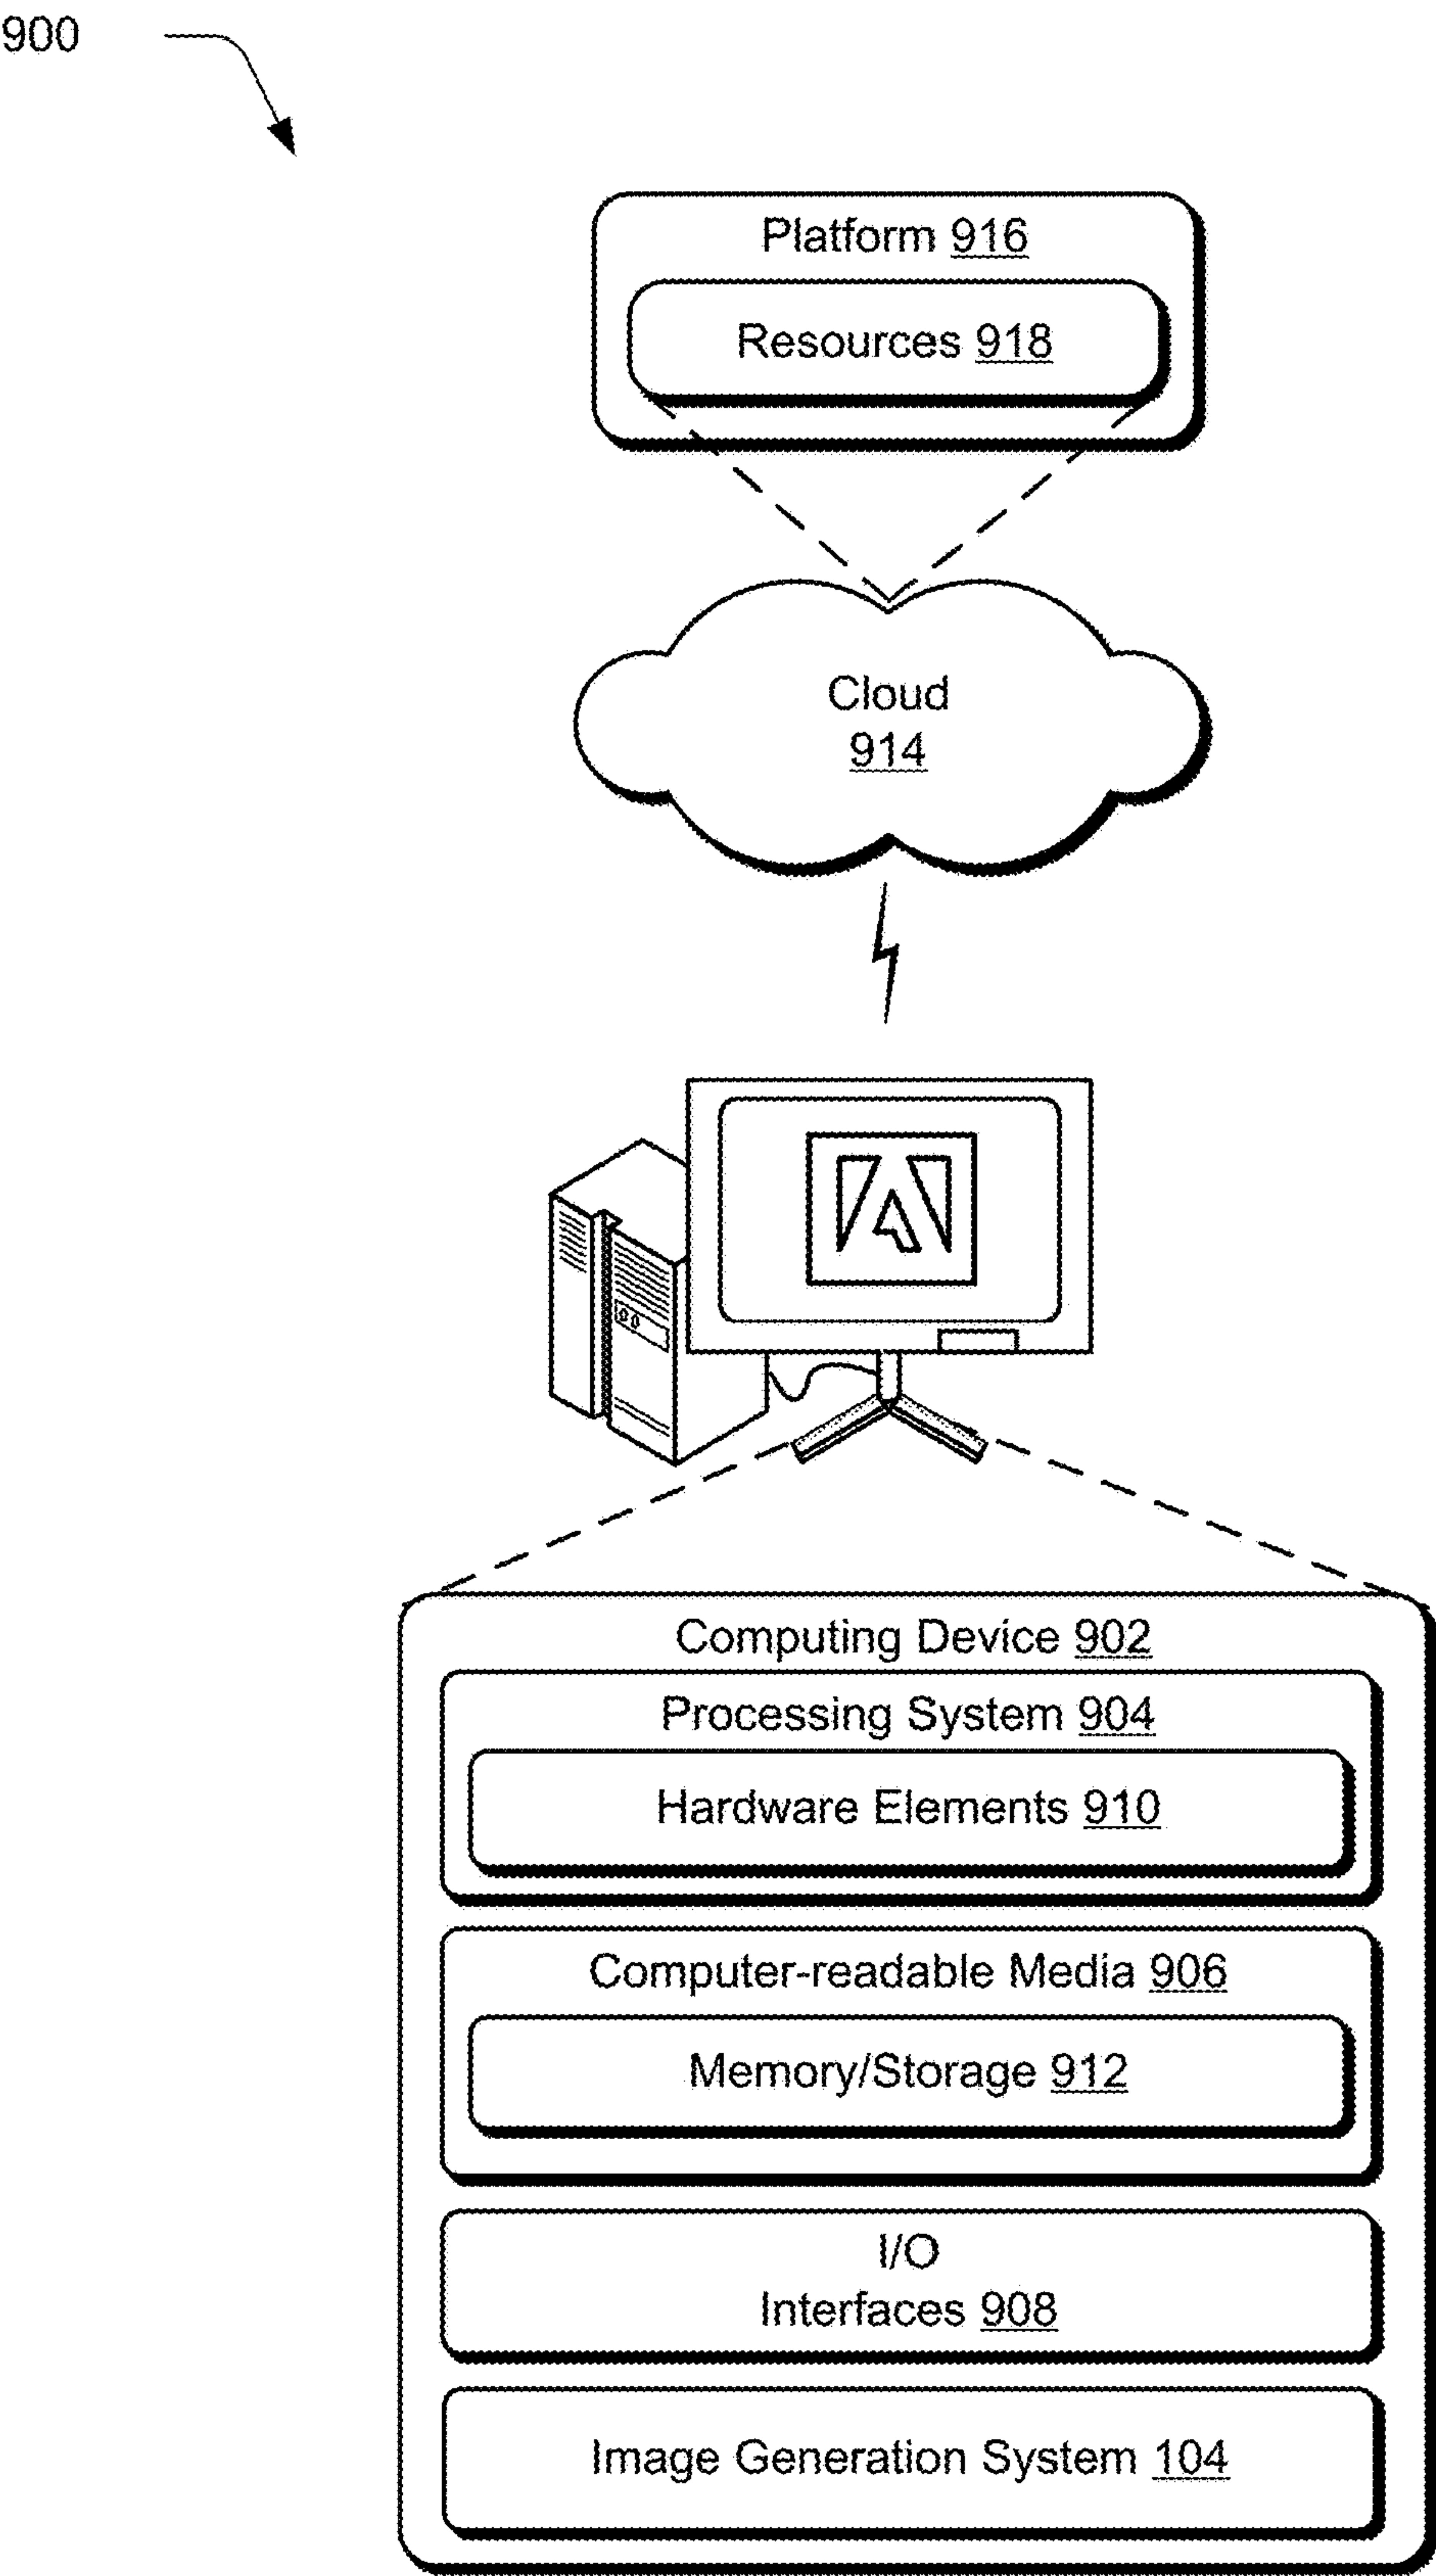 900
Platform 916
Resources 918
Cloud
914
Computing Device 902
Processing System 904
Hardware Elements 910
Computer-readable Media 906
Memory/Storage 912
I/O
Interfaces 908
Image Generation System 104